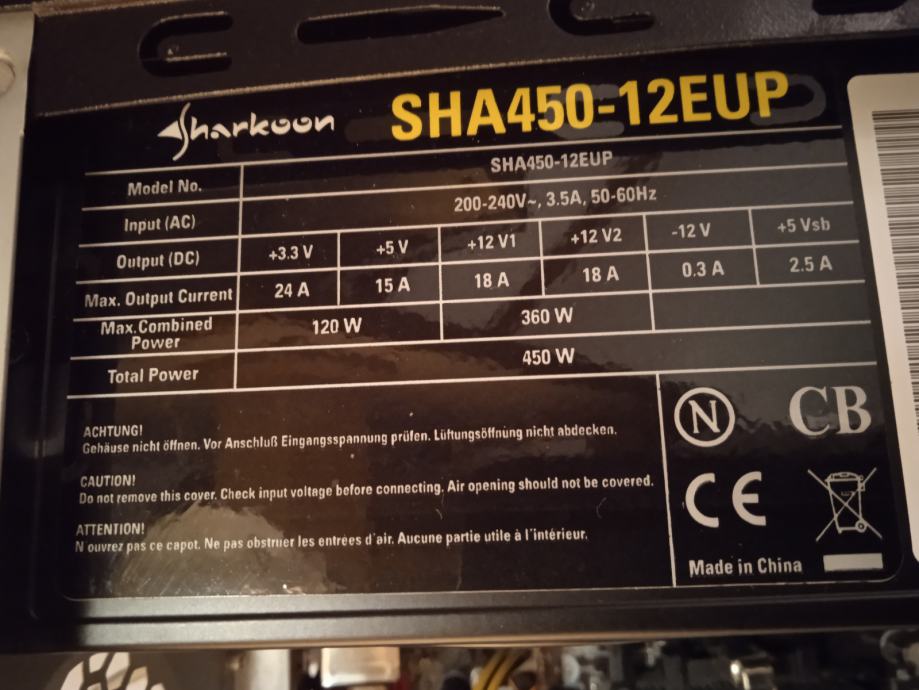 Sharkoon SHA450-12EUP
Model No. SHA450-12EUP
Input (AC) 200-240V~, 3.5A, 50-60Hz
Output (DC) +3.3 V +5 V +12 V1 +12 V2 -12 V +5 Vsb
Max. Output Current 24 A 15 A 18 A 18 A 0.3 A 2.5 A
Max.Combined Power 120 W 360 W
Total Power 450 W
ACHTUNG!
Gehäuse nicht öffnen. Vor Anschluß Eingangsspannung prüfen. Lüftungsöffnung nicht abdecken.
CAUTION!
Do not remove this cover. Check input voltage before connecting. Air opening should not be covered.
ATTENTION!
N'ouvrez pas ce capot. Ne pas obstruer les entrées d'air. Aucune partie utile à l'intérieur.
N CB
CE
Made in China